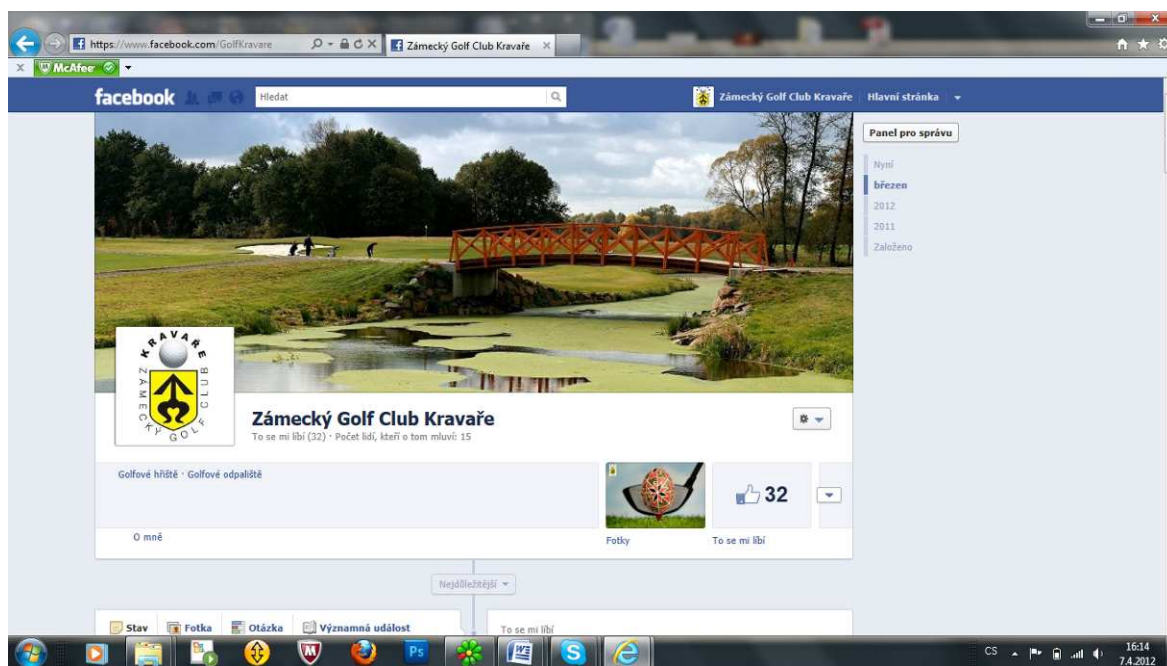 https://www.facebook.com/GolfKravare
Zámecký Golf Club Kravaře
McAfee
facebook
Hledat
Zámecký Golf Club Kravaře
Hlavní stránka
Panel pro správu
Nyní
březen
2012
2011
Založeno
KRAVAŘE
ZÁMECKÝ GOLF CLUB
Zámecký Golf Club Kravaře
To se mi líbí (32) · Počet lidí, kteří o tom mluví: 15
Golfové hřiště · Golfové odpaliště
32
O mně
Fotky
To se mi líbí
Nejdůležitější
Stav
Fotka
Otázka
Významná událost
To se mi líbí
Ps
W
S
CS
16:14
7.4.2012